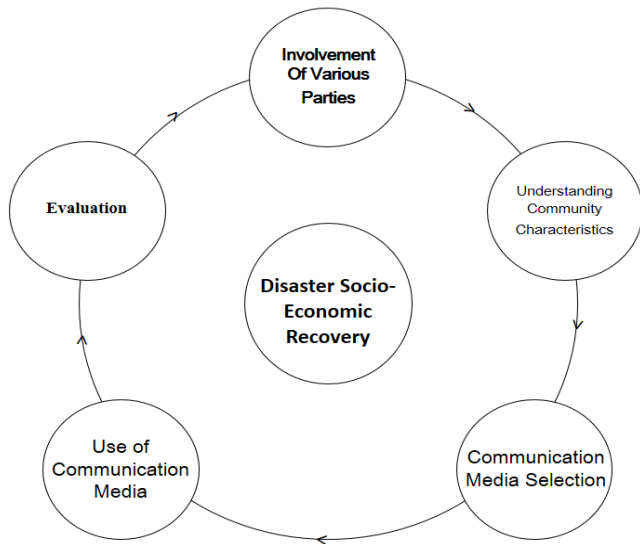 Involvement
Of Various
Parties
Understanding
Community
Characteristics
Communication
Media Selection
Use of
Communication
Media
Evaluation
Disaster Socio-
Economic
Recovery